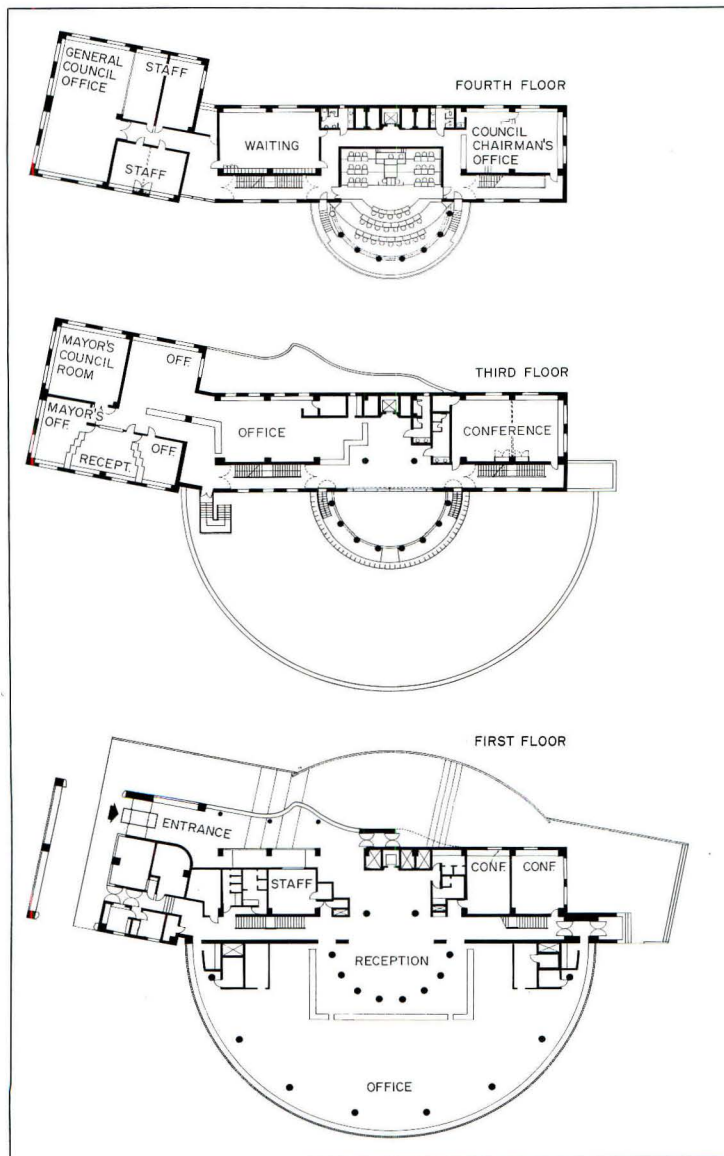 FOURTH FLOOR
GENERAL
COUNCIL
OFFICE
STAFF
STAFF
WAITING
COUNCIL
CHAIRMAN'S
OFFICE
THIRD FLOOR
MAYOR'S
COUNCIL
ROOM
OFF.
MAYOR'S
OFF.
RECEPT.
OFF.
OFFICE
CONFERENCE
FIRST FLOOR
ENTRANCE
STAFF
CONF.
CONF.
RECEPTION
OFFICE